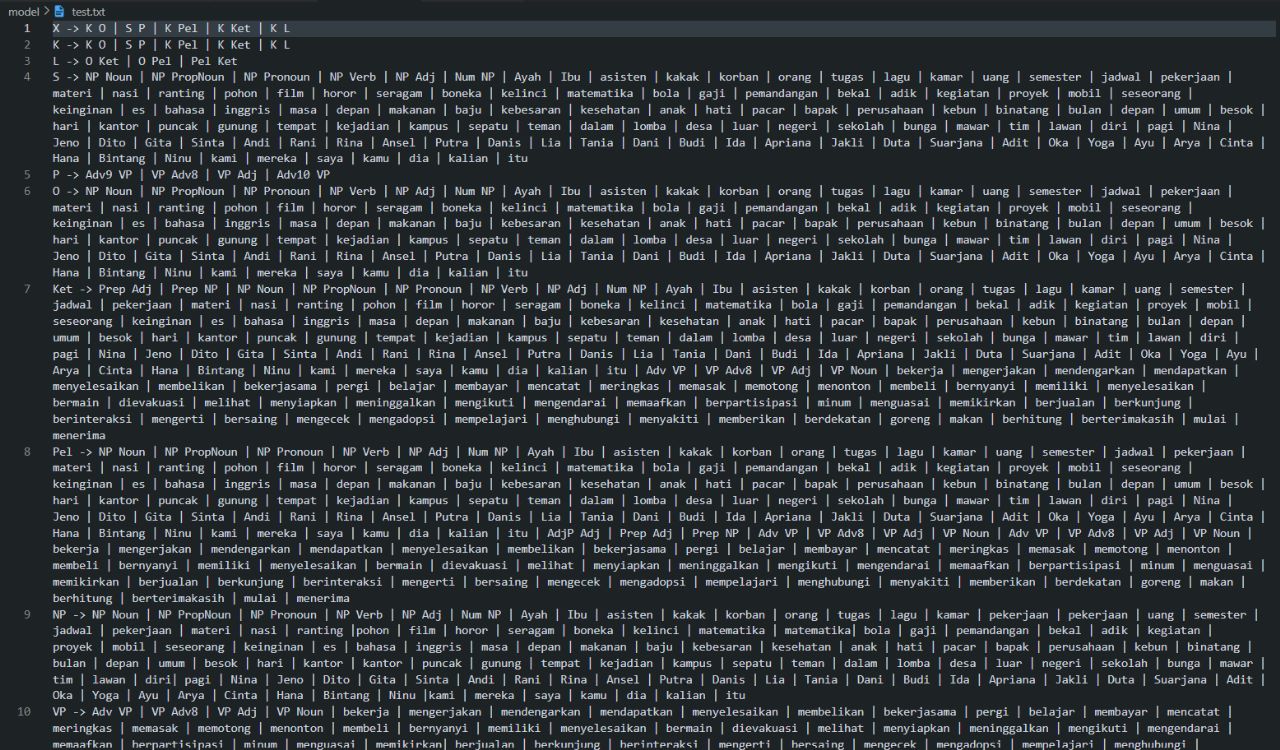 model > test.txt
1 X -> K O | S P | K Pel | K Ket | K L
2 K -> K O | S P | K Pel | K Ket | K L
3 L -> O Ket | O Pel | Pel Ket
4 S -> NP Noun | NP PropNoun | NP Pronoun | NP Verb | NP Adj | Num NP | Ayah | Ibu | asisten | kakak | korban | orang | tugas | lagu | kamar | uang | semester | jadwal | pekerjaan |
materi | nasi | ranting | pohon | film | horor | seragam | boneka | kelinci | matematika | bola | gaji | pemandangan | bekal | adik | kegiatan | proyek | mobil | seseorang |
keinginan | es | bahasa | inggris | masa | depan | makanan | baju | kebesaran | kesehatan | anak | hati | pacar | bapak | perusahaan | kebun | binatang | bulan | depan | umum | besok |
hari | kantor | puncak | gunung | tempat | kejadian | kampus | sepatu | teman | dalam | lomba | desa | luar | negeri | sekolah | bunga | mawar | tim | lawan | diri | pagi | Nina |
Jeno | Dito | Gita | Sinta | Andi | Rani | Rina | Ansel | Putra | Danis | Lia | Tania | Dani | Budi | Ida | Apriana | Jakli | Duta | Suarjana | Adit | Oka | Yoga | Ayu | Arya | Cinta |
Hana | Bintang | Ninu | kami | mereka | saya | kamu | dia | kalian | itu
5 P -> Adv9 VP | VP Adv8 | VP Adj | Adv10 VP
6 O -> NP Noun | NP PropNoun | NP Pronoun | NP Verb | NP Adj | Num NP | Ayah | Ibu | asisten | kakak | korban | orang | tugas | lagu | kamar | uang | semester | jadwal | pekerjaan |
materi | nasi | ranting | pohon | film | horor | seragam | boneka | kelinci | matematika | bola | gaji | pemandangan | bekal | adik | kegiatan | proyek | mobil | seseorang |
keinginan | es | bahasa | inggris | masa | depan | makanan | baju | kebesaran | kesehatan | anak | hati | pacar | bapak | perusahaan | kebun | binatang | bulan | depan | umum | besok |
hari | kantor | puncak | gunung | tempat | kejadian | kampus | sepatu | teman | dalam | lomba | desa | luar | negeri | sekolah | bunga | mawar | tim | lawan | diri | pagi | Nina |
Jeno | Dito | Gita | Sinta | Andi | Rani | Rina | Ansel | Putra | Danis | Lia | Tania | Dani | Budi | Ida | Apriana | Jakli | Duta | Suarjana | Adit | Oka | Yoga | Ayu | Arya | Cinta |
Hana | Bintang | Ninu | kami | mereka | saya | kamu | dia | kalian | itu
7 Ket -> Prep Adj | Prep NP | NP Noun | NP PropNoun | NP Pronoun | NP Verb | NP Adj | Num NP | Ayah | Ibu | asisten | kakak | korban | orang | tugas | lagu | kamar | uang | semester |
jadwal | pekerjaan | materi | nasi | ranting | pohon | film | horor | seragam | boneka | kelinci | matematika | bola | gaji | pemandangan | bekal | adik | kegiatan | proyek | mobil |
seseorang | keinginan | es | bahasa | inggris | masa | depan | makanan | baju | kebesaran | kesehatan | anak | hati | pacar | bapak | perusahaan | kebun | binatang | bulan | depan |
umum | besok | hari | kantor | puncak | gunung | tempat | kejadian | kampus | sepatu | teman | dalam | lomba | desa | luar | negeri | sekolah | bunga | mawar | tim | lawan | diri |
pagi | Nina | Jeno | Dito | Gita | Sinta | Andi | Rani | Rina | Ansel | Putra | Danis | Lia | Tania | Dani | Budi | Ida | Apriana | Jakli | Duta | Suarjana | Adit | Oka | Yoga | Ayu |
Arya | Cinta | Hana | Bintang | Ninu | kami | mereka | saya | kamu | dia | kalian | itu | Adv VP | VP Adv8 | VP Adj | VP Noun | bekerja | mengerjakan | mendengarkan | mendapatkan |
menyelesaikan | membelikan | bekerjasama | pergi | belajar | membayar | mencatat | meringkas | memasak | memotong | menonton | membeli | bernyanyi | memiliki | menyelesaikan |
bermain | dievakuasi | melihat | menyiapkan | meninggalkan | mengikuti | mengendarai | memaafkan | berpartisipasi | minum | menguasai | memikirkan | berjualan | berkunjung |
berinteraksi | mengerti | bersaing | mengecek | mengadopsi | mempelajari | menghubungi | menyakiti | memberikan | berdekatan | goreng | makan | berhitung | berterimakasih | mulai |
menerima
8 Pel -> NP Noun | NP PropNoun | NP Pronoun | NP Verb | NP Adj | Num NP | Ayah | Ibu | asisten | kakak | korban | orang | tugas | lagu | kamar | uang | semester | jadwal | pekerjaan |
materi | nasi | ranting | pohon | film | horor | seragam | boneka | kelinci | matematika | bola | gaji | pemandangan | bekal | adik | kegiatan | proyek | mobil | seseorang |
keinginan | es | bahasa | inggris | masa | depan | makanan | baju | kebesaran | kesehatan | anak | hati | pacar | bapak | perusahaan | kebun | binatang | bulan | depan | umum | besok |
hari | kantor | puncak | gunung | tempat | kejadian | kampus | sepatu | teman | dalam | lomba | desa | luar | negeri | sekolah | bunga | mawar | tim | lawan | diri | pagi | Nina |
Jeno | Dito | Gita | Sinta | Andi | Rani | Rina | Ansel | Putra | Danis | Lia | Tania | Dani | Budi | Ida | Apriana | Jakli | Duta | Suarjana | Adit | Oka | Yoga | Ayu | Arya | Cinta |
Hana | Bintang | Ninu | kami | mereka | saya | kamu | dia | kalian | itu | AdjP Adj | Prep Adj | Prep NP | Adv VP | VP Adv8 | VP Adj | VP Noun | Adv VP | VP Adv8 | VP Adj | VP Noun |
bekerja | mengerjakan | mendengarkan | mendapatkan | menyelesaikan | membelikan | bekerjasama | pergi | belajar | membayar | mencatat | meringkas | memasak | memotong | menonton |
membeli | bernyanyi | memiliki | menyelesaikan | bermain | dievakuasi | melihat | menyiapkan | meninggalkan | mengikuti | mengendarai | memaafkan | berpartisipasi | minum | menguasai |
memikirkan | berjualan | berkunjung | berinteraksi | mengerti | bersaing | mengecek | mengadopsi | mempelajari | menghubungi | menyakiti | memberikan | berdekatan | goreng | makan |
berhitung | berterimakasih | mulai | menerima
9 NP -> NP Noun | NP PropNoun | NP Pronoun | NP Verb | NP Adj | Num NP | Ayah | Ibu | asisten | kakak | korban | orang | tugas | lagu | kamar | pekerjaan | pekerjaan | uang | semester |
jadwal | pekerjaan | materi | nasi | ranting |pohon | film | horor | seragam | boneka | kelinci | matematika | matematika| bola | gaji | pemandangan | bekal | adik | kegiatan |
proyek | mobil | seseorang | keinginan | es | bahasa | inggris | masa | depan | makanan | baju | kebesaran | kesehatan | anak | hati | pacar | bapak | perusahaan | kebun | binatang |
bulan | depan | umum | besok | hari | kantor | kantor | puncak | gunung | tempat | kejadian | kampus | sepatu | teman | dalam | lomba | desa | luar | negeri | sekolah | bunga | mawar |
tim | lawan | diri| pagi | Nina | Jeno | Dito | Gita | Sinta | Andi | Rani | Rina | Ansel | Putra | Danis | Lia | Tania | Dani | Budi | Ida | Apriana | Jakli | Duta | Suarjana | Adit |
Oka | Yoga | Ayu | Arya | Cinta | Hana | Bintang | Ninu |kami | mereka | saya | kamu | dia | kalian | itu
10 VP -> Adv VP | VP Adv8 | VP Adj | VP Noun | bekerja | mengerjakan | mendengarkan | mendapatkan | menyelesaikan | membelikan | bekerjasama | pergi | belajar | membayar | mencatat |
meringkas | memasak | memotong | menonton | membeli | bernyanyi | memiliki | menyelesaikan | bermain | dievakuasi | melihat | menyiapkan | meninggalkan | mengikuti | mengendarai |
memaafkan | berpartisipasi | minum | menguasai | memikirkan| berjualan | berkunjung | berinteraksi | mengerti | bersaing | mengecek | mengadopsi | mempelajari | menghubungi